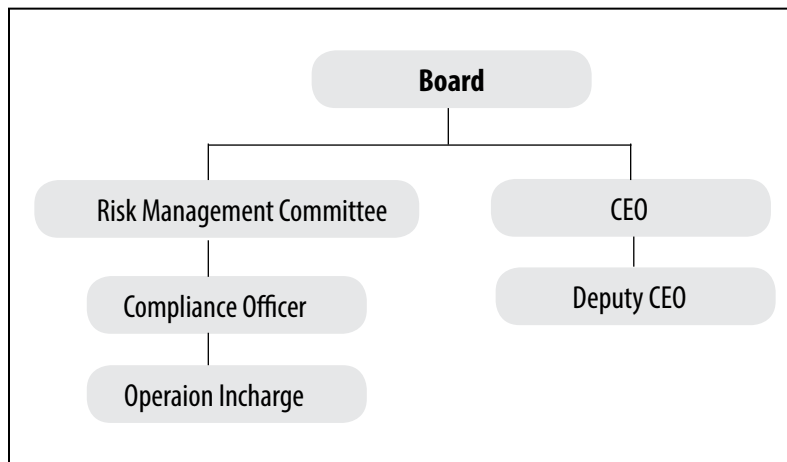 Board
Risk Management Committee
CEO
Compliance Officer
Deputy CEO
Operaion Incharge